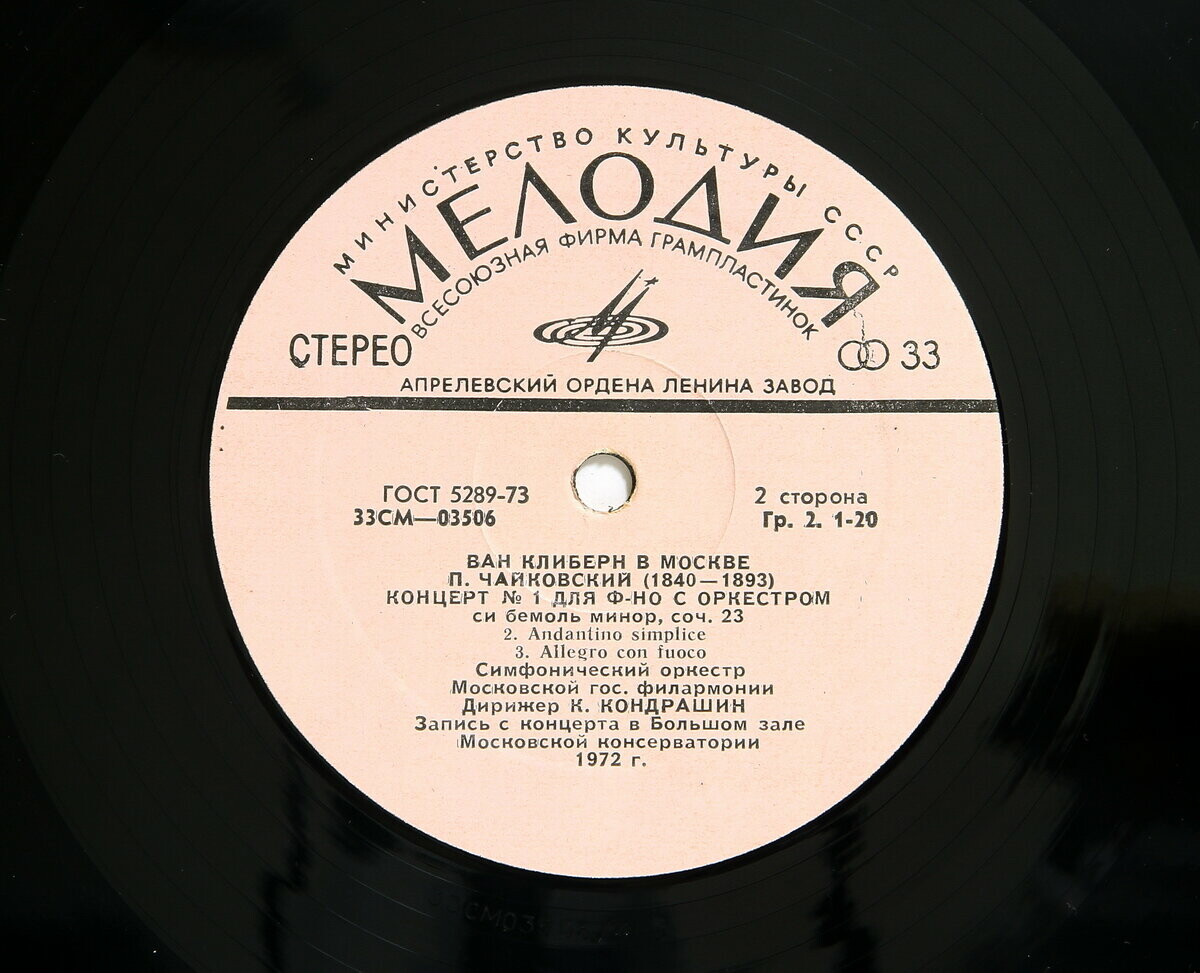 МИНИСТЕРСТВО КУЛЬТУРЫ СССР
МЕЛОДИЯ
ВСЕСОЮЗНАЯ ФИРМА ГРАМПЛАСТИНОК
СТЕРЕО
33
АПРЕЛЕВСКИЙ ОРДЕНА ЛЕНИНА ЗАВОД
ГОСТ 5289-73
33СМ—03506
2 сторона
Гр. 2. 1-20
ВАН КЛИБЕРН В МОСКВЕ
П. ЧАЙКОВСКИЙ (1840—1893)
КОНЦЕРТ № 1 ДЛЯ Ф-НО С ОРКЕСТРОМ
си бемоль минор, соч. 23
2. Andantino simplice
3. Allegro con fuoco
Симфонический оркестр
Московской гос. филармонии
Дирижер К. КОНДРАШИН
Запись с концерта в Большом зале
Московской консерватории
1972 г.